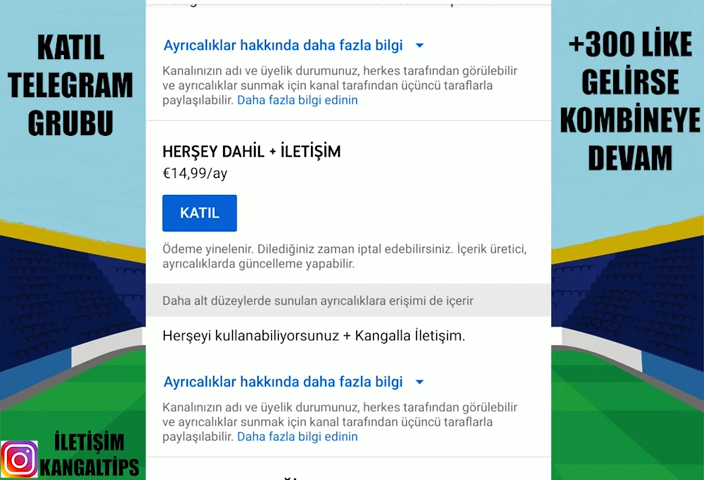 KATIL
TELEGRAM
GRUBU
Ayrıcalıklar hakkında daha fazla bilgi
Kanalınızın adı ve üyelik durumunuz, herkes tarafından görülebilir
ve ayrıcalıklar sunmak için kanal tarafından üçüncü taraflarla
paylaşılabilir. Daha fazla bilgi edinin
HERŞEY DAHİL + İLETİŞİM
€14,99/ay
KATIL
Ödeme yinelenir. Dilediğiniz zaman iptal edebilirsiniz. İçerik üretici,
ayrıcalıklarda güncelleme yapabilir.
Daha alt düzeylerde sunulan ayrıcalıklara erişimi de içerir
Herşeyi kullanabiliyorsunuz + Kangalla İletişim.
Ayrıcalıklar hakkında daha fazla bilgi
Kanalınızın adı ve üyelik durumunuz, herkes tarafından görülebilir
ve ayrıcalıklar sunmak için kanal tarafından üçüncü taraflarla
paylaşılabilir. Daha fazla bilgi edinin
+300 LİKE
GELİRSE
KOMBİNEYE
DEVAM
İLETİŞİM
KANGALTİPS